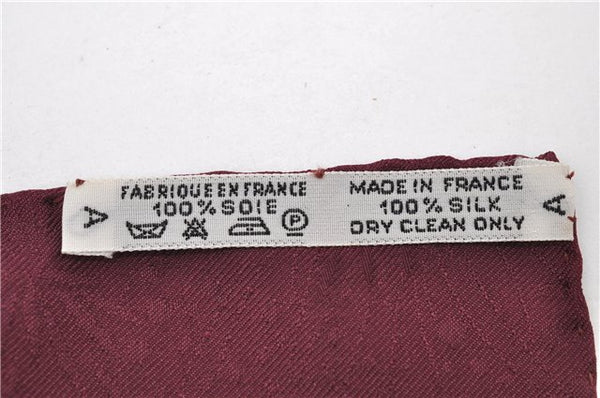 A
FABRIQUE EN FRANCE
100% SOIE
P
MADE IN FRANCE
100% SILK
DRY CLEAN ONLY
A